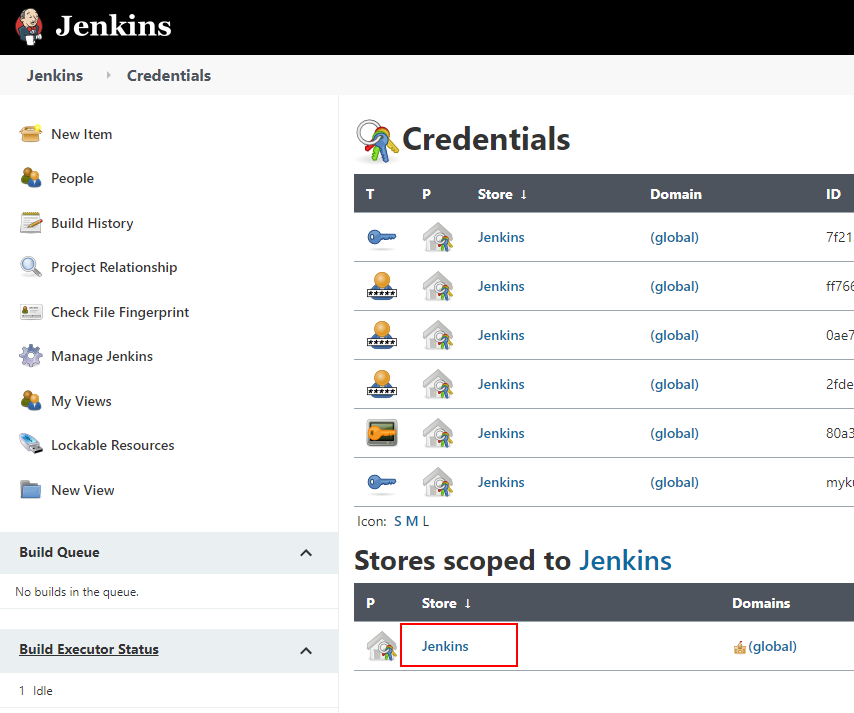 Jenkins
Jenkins Credentials
New Item
People
Build History
Project Relationship
Check File Fingerprint
Manage Jenkins
My Views
Lockable Resources
New View
Build Queue
No builds in the queue.
Build Executor Status
1 Idle
Credentials
T P Store ↓ Domain ID
Jenkins (global) 7f21
Jenkins (global) ff766
Jenkins (global) 0ae7
Jenkins (global) 2fde
Jenkins (global) 80a3
Jenkins (global) myku
Icon: S M L
Stores scoped to Jenkins
P Store ↓ Domains
Jenkins (global)